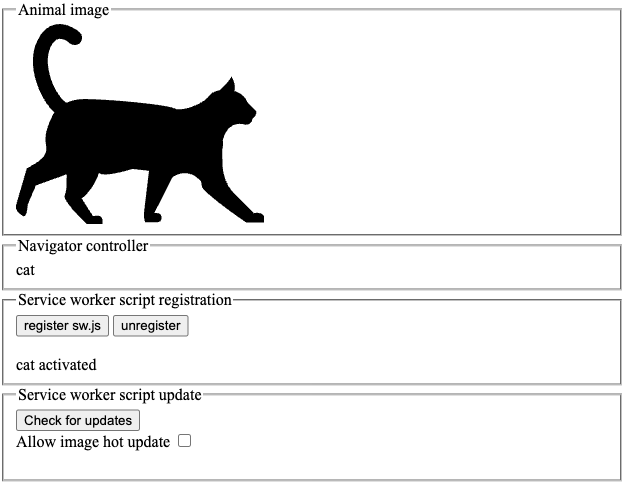 Animal image
Navigator controller
cat
Service worker script registration
register sw.js unregister
cat activated
Service worker script update
Check for updates
Allow image hot update